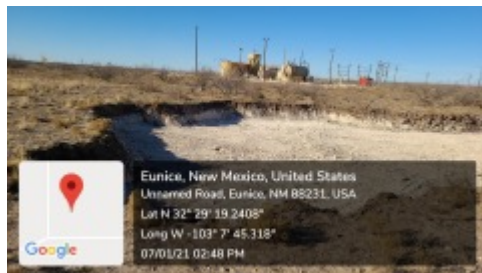 Eunice, New Mexico, United States
Unnamed Road, Eunice, NM 88231, USA
Lat N 32° 29' 19.2408"
Long W -103° 7' 45.318"
07/01/21 02:48 PM
Google